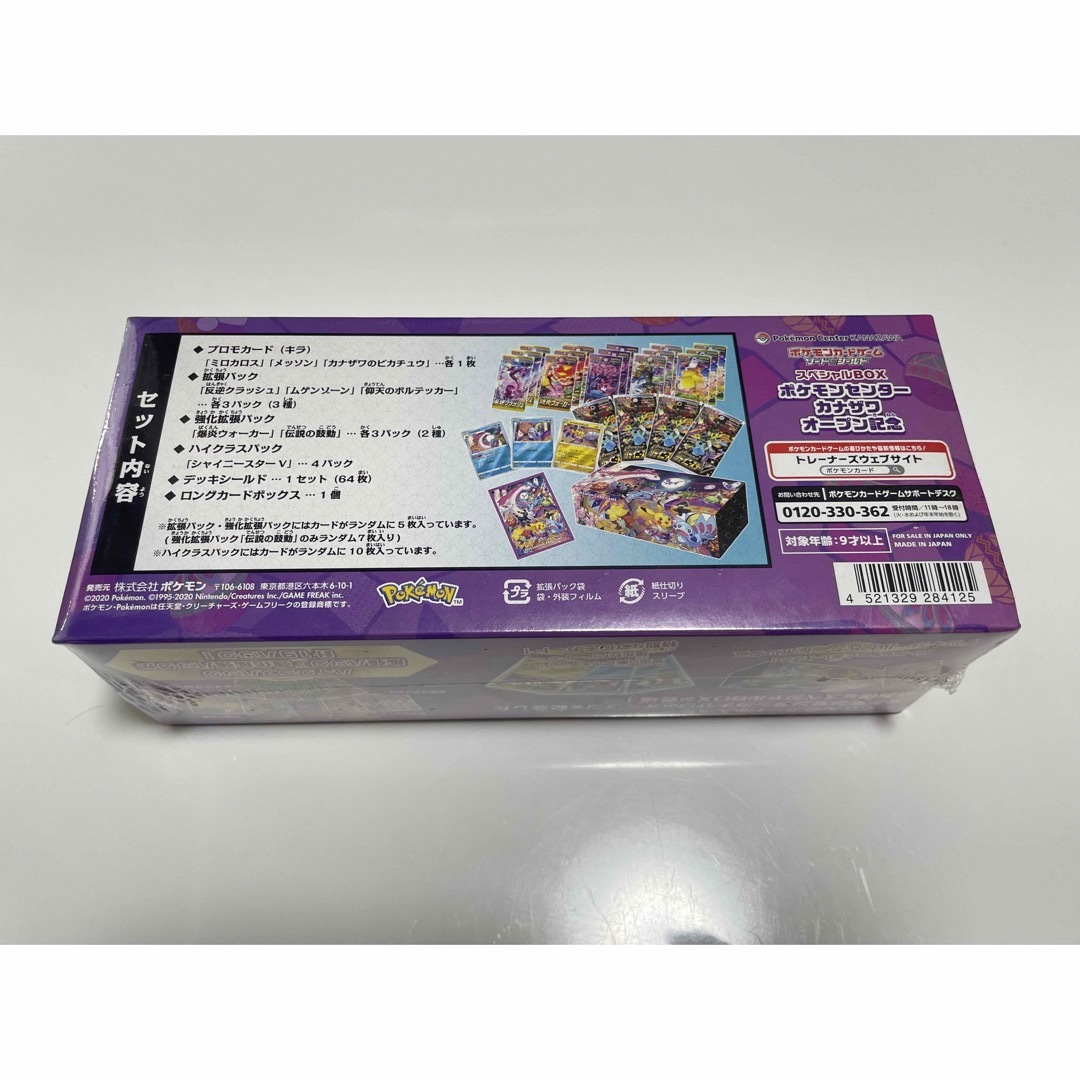 セット内容
◆ プロモカード（キラ）
「ミロカロス」「メッソン」「カナザワのピカチュウ」…各1枚
◆ 拡張パック
「反逆クラッシュ」「ムゲンゾーン」「仰天のボルテッカー」
… 各3パック（3種）
◆ 強化拡張パック
「爆炎ウォーカー」「伝説の鼓動」…各3パック（2種）
◆ ハイクラスパック
「シャイニースターV」…4パック
◆ デッキシールド … 1セット（64枚）
◆ ロングカードボックス … 1個
※拡張パック・強化拡張パックにはカードがランダムに5枚入っています。
（強化拡張パック「伝説の鼓動」のみランダム7枚入り）
※ハイクラスパックにはカードがランダムに10枚入っています。
発売元 株式会社ポケモン 〒106-6108 東京都港区六本木6-10-1
©2020 Pokémon. ©1995-2020 Nintendo/Creatures Inc./GAME FREAK inc.
ポケモン・Pokémonは任天堂・クリーチャーズ・ゲームフリークの登録商標です。
POKéMON TM
プラ
拡張パック袋
袋・外装フィルム
紙
紙仕切り
スリーブ
Pokémon Center KANAZAWA
ポケモンカードゲーム
ソード&シールド
スペシャルBOX
ポケモンセンター
カナザワ
オープン記念
ポケモンカードゲームの遊びかたや最新情報はこちら！
トレーナーズウェブサイト
ポケモンカード
お問い合わせ先 ポケモンカードゲームサポートデスク
0120-330-362 受付時間／11時〜18時
（火・水および年末年始を除く）
対象年齢：9才以上
FOR SALE IN JAPAN ONLY
MADE IN JAPAN
4 521329 284125